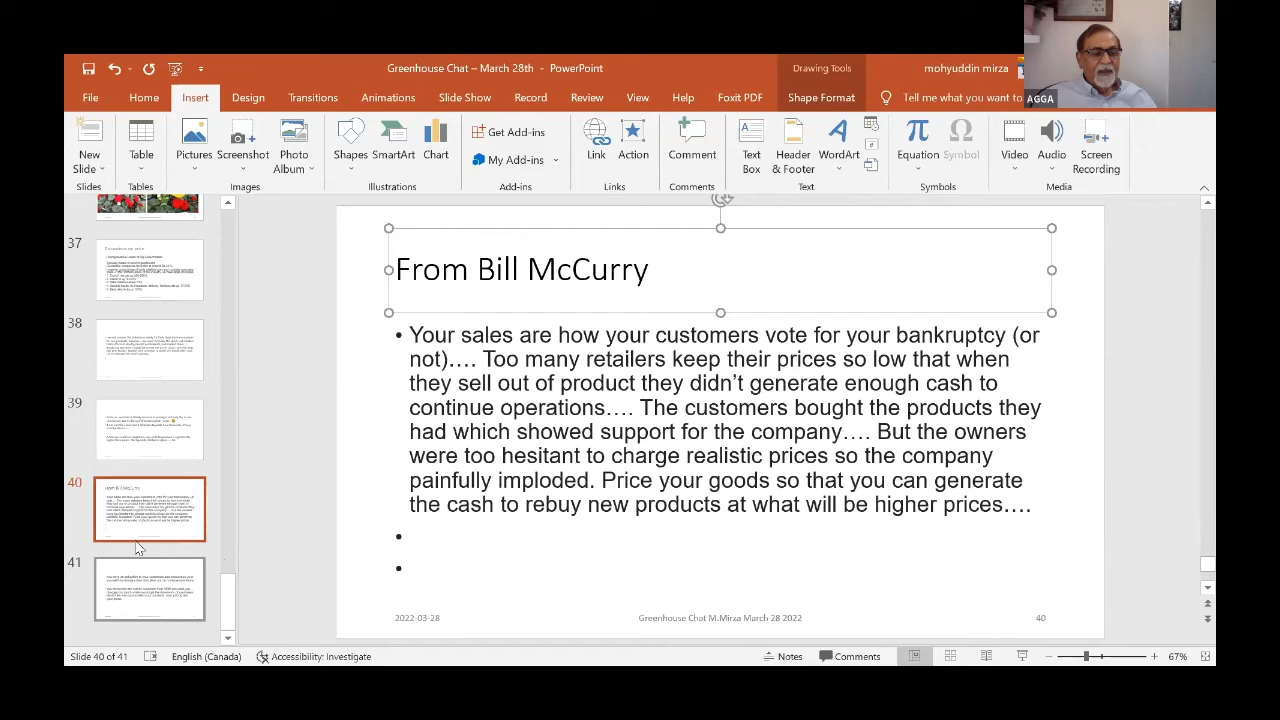 Greenhouse Chat – March 28th - PowerPoint
Drawing Tools
mohyuddin mirza
AGGA
File Home Insert Design Transitions Animations Slide Show Record Review View Help Foxit PDF Shape Format Tell me what you want to
New Slide
Table
Pictures
Screenshot
Photo Album
Shapes
SmartArt
Chart
Get Add-ins
My Add-ins
Link
Action
Comment
Text Box
Header & Footer
WordArt
Equation
Symbol
Video
Audio
Screen Recording
Slides Tables Images Illustrations Add-ins Links Comments Text Symbols Media
37
38
39
40
41
From Bill McCurry
• Your sales are how your customers vote for your bankruptcy (or
not)…. Too many retailers keep their prices so low that when
they sell out of product they didn’t generate enough cash to
continue operations…. The customers bought the products they
had which showed support for the company…. But the owners
were too hesitant to charge realistic prices so the company
painfully imploded. Price your goods so that you can generate
the cash to rebuy new products at what will be higher prices….
•
•
2022-03-28 Greenhouse Chat M.Mirza March 28 2022 40
Slide 40 of 41 English (Canada) Accessibility: Investigate Notes Comments 67%